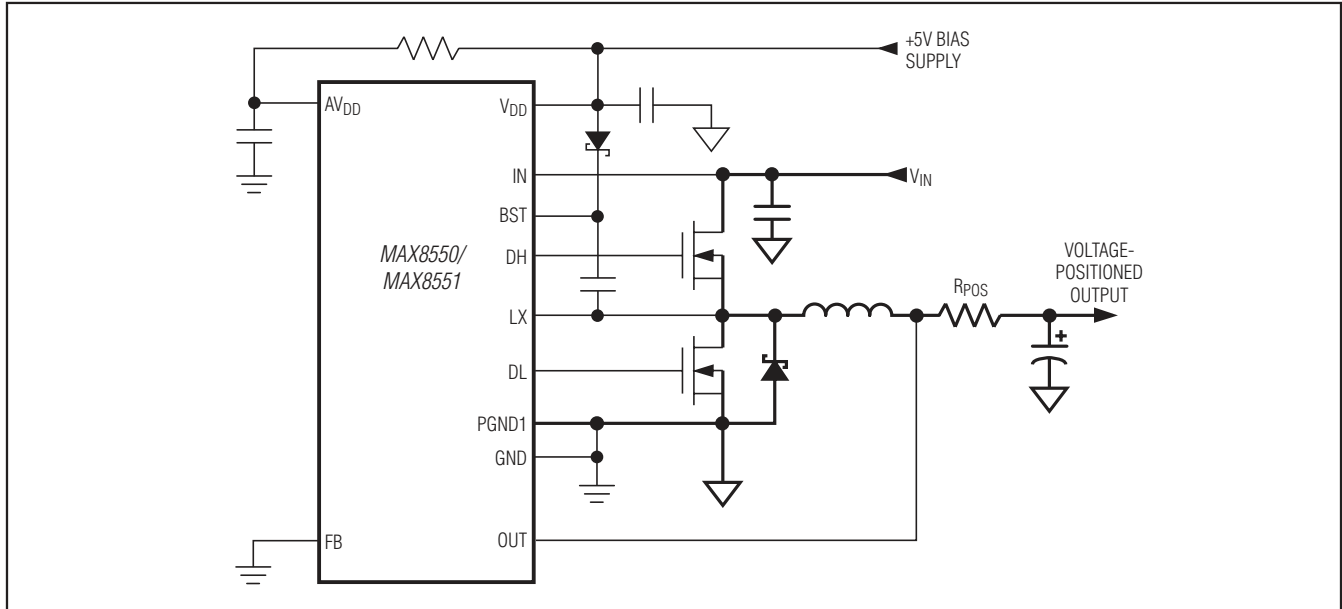 +5V BIAS
SUPPLY
AVDD
VDD
IN
VIN
BST
MAX8550/
MAX8551
DH
VOLTAGE-
POSITIONED
OUTPUT
RPOS
LX
+
DL
PGND1
GND
FB
OUT